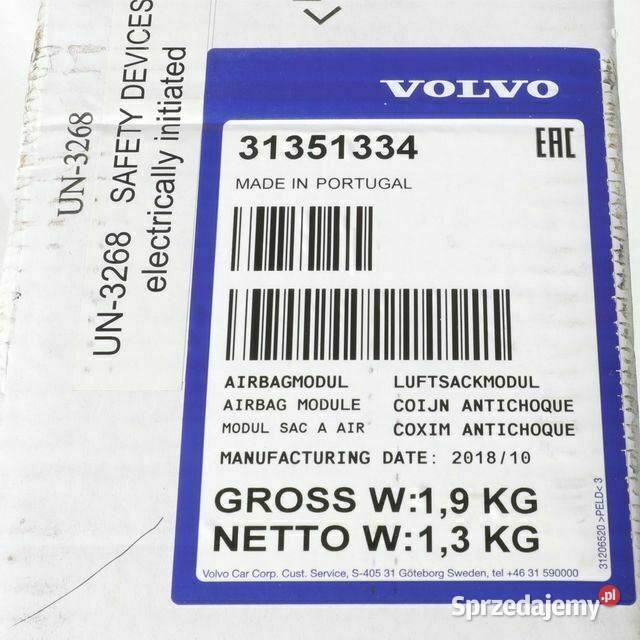 UN-3268
UN-3268 SAFETY DEVICES
electrically initiated
VOLVO
31351334
EAC
MADE IN PORTUGAL
AIRBAGMODUL LUFTSACKMODUL
AIRBAG MODULE COIJN ANTICHOQUE
MODUL SAC A AIR COXIM ANTICHOQUE
MANUFACTURING DATE: 2018/10
GROSS W:1,9 KG
NETTO W:1,3 KG
Volvo Car Corp. Cust. Service, S-405 31 Göteborg Sweden, tel +46 31 590000
31206520 >PELD< 3
Sprzedajemy.pl